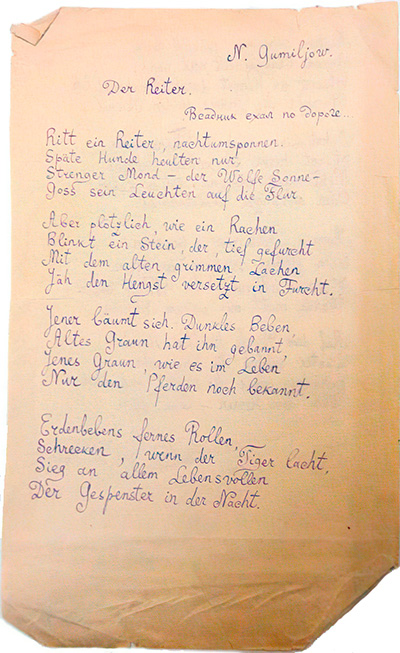 N. Gumiljow.
Der Reiter.
Всадник ехал по дороге...
Ritt ein Reiter, nachtumsponnen.
Späte Hunde heulten nur.
Strenger Mond – der Wölfe Sonne –
Goss sein Leuchten auf die Flur.
Aber plötzlich, wie ein Rachen
Blinkt ein Stein, der, tief gefurcht
Mit dem alten, grimmen Lachen
Jäh den Hengst versetzt in Furcht.
Jener bäumt sich. Dunkles Beben,
Altes Graun hat ihn gebannt,
Jenes Graun, wie es im Leben
Nur den Pferden noch bekannt.
Erdenbebens fernes Rollen,
Schrecken, wenn der Tiger lacht,
Sieg an allem Lebensvollen
Der Gespenster in der Nacht.